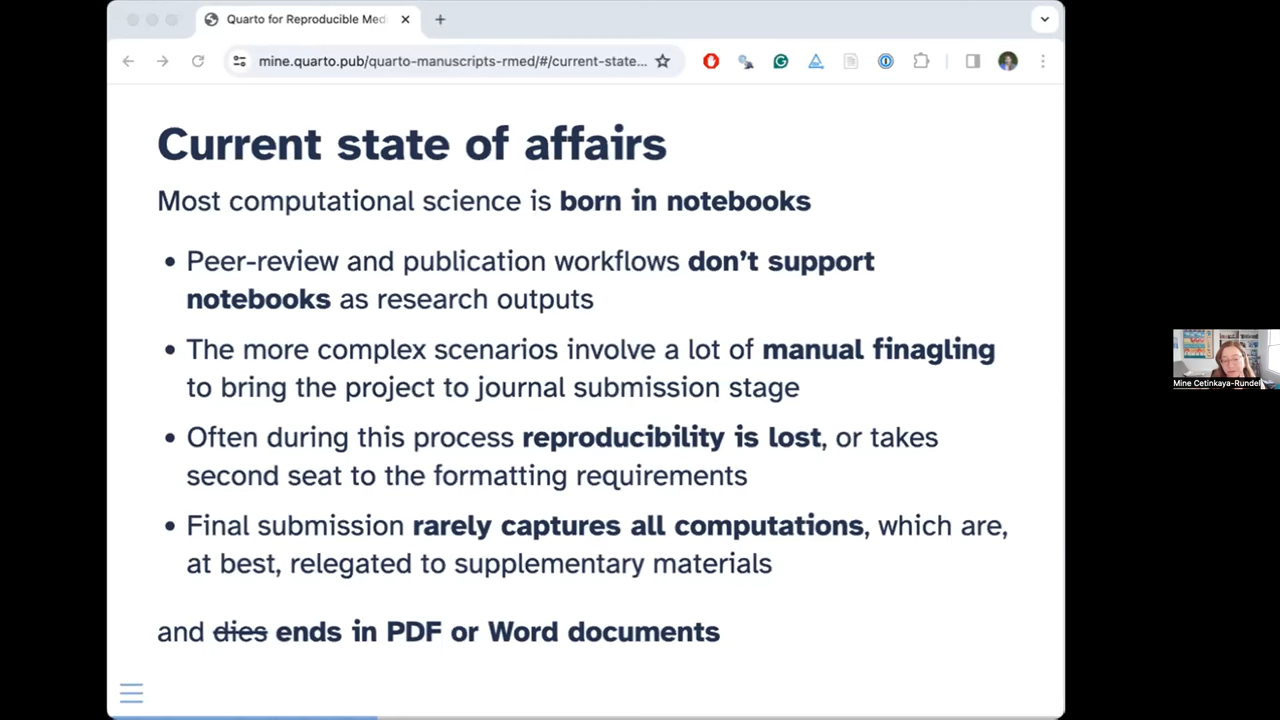 Quarto for Reproducible Med
mine.quarto.pub/quarto-manuscripts-rmed/#/current-state...
Current state of affairs
Most computational science is born in notebooks
• Peer-review and publication workflows don't support
notebooks as research outputs
• The more complex scenarios involve a lot of manual finagling
to bring the project to journal submission stage
• Often during this process reproducibility is lost, or takes
second seat to the formatting requirements
• Final submission rarely captures all computations, which are,
at best, relegated to supplementary materials
and dies ends in PDF or Word documents
Mine Cetinkaya-Rundel